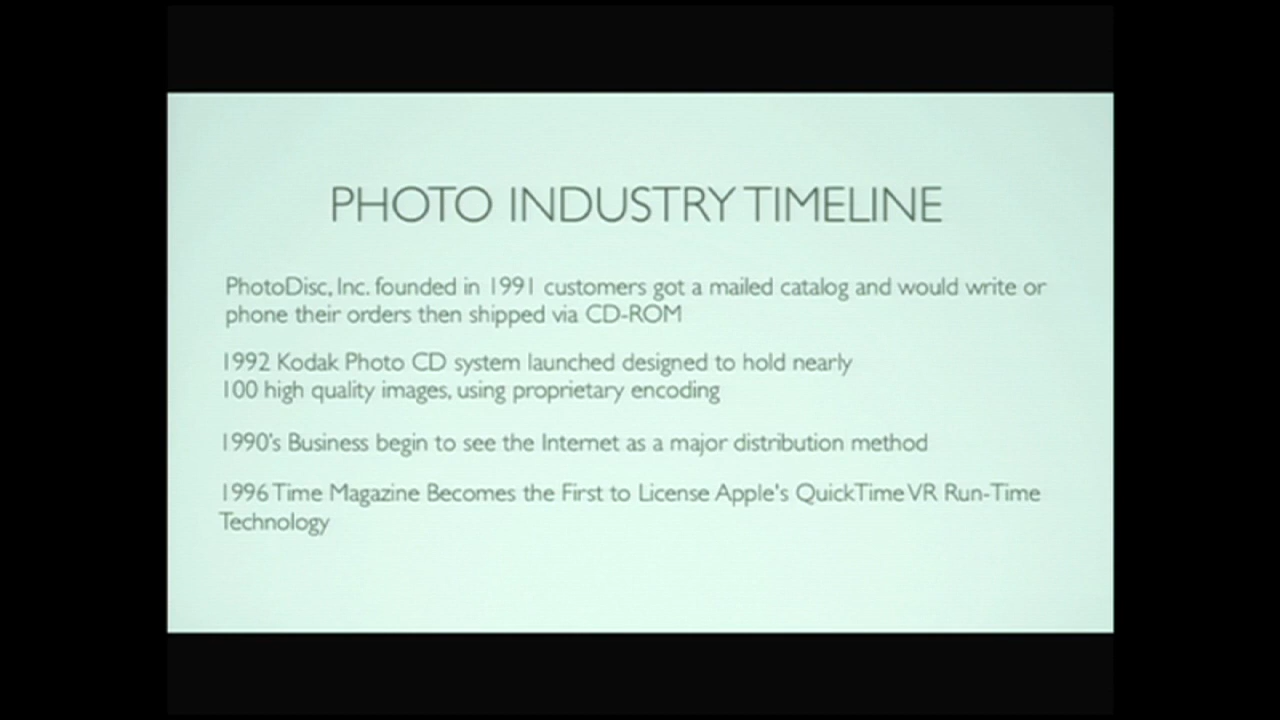 PHOTO INDUSTRY TIMELINE
PhotoDisc, Inc. founded in 1991 customers got a mailed catalog and would write or
phone their orders then shipped via CD-ROM
1992 Kodak Photo CD system launched designed to hold nearly
100 high quality images, using proprietary encoding
1990's Business begin to see the Internet as a major distribution method
1996 Time Magazine Becomes the First to License Apple's QuickTime VR Run-Time
Technology